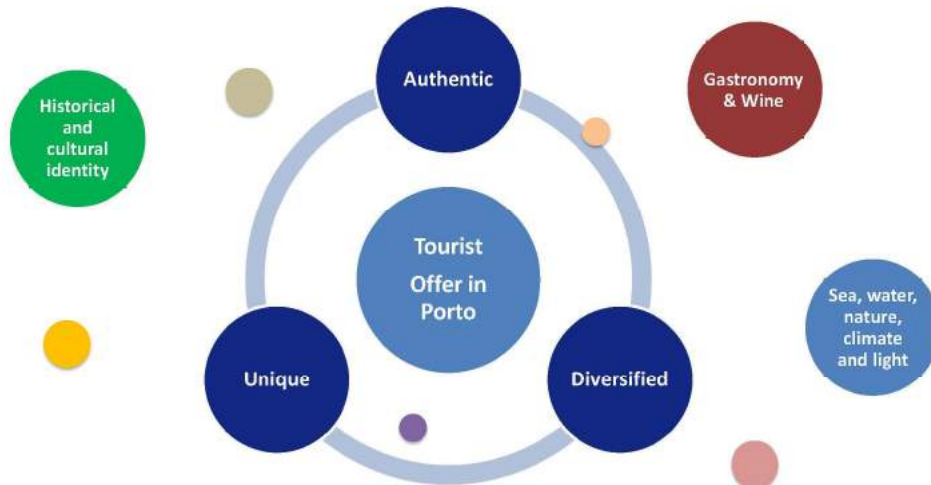 Authentic
Gastronomy
& Wine
Historical
and
cultural
identity
Tourist
Offer in
Porto
Sea, water,
nature,
climate
and light
Unique
Diversified